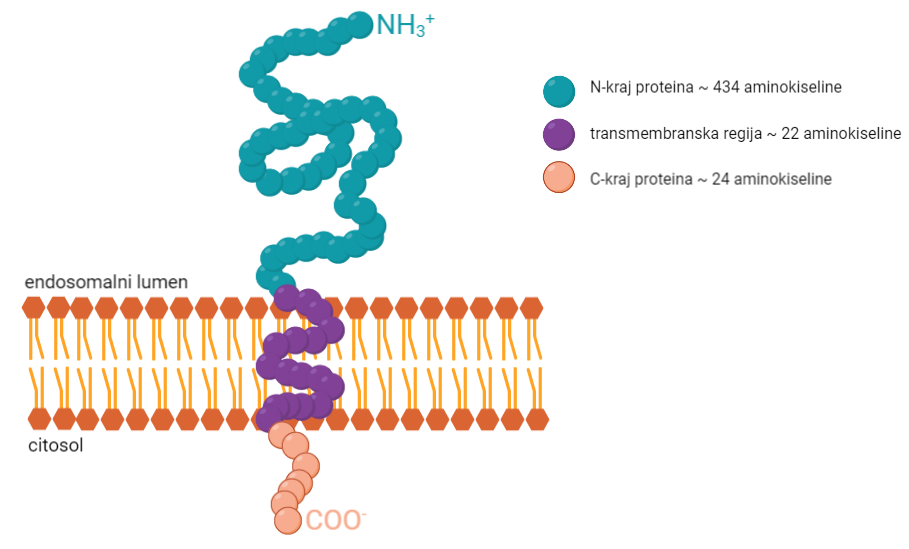 NH₃⁺
N-kraj proteina ~ 434 aminokiseline
transmembranska regija ~ 22 aminokiseline
C-kraj proteina ~ 24 aminokiseline
endosomalni lumen
citosol
COO⁻